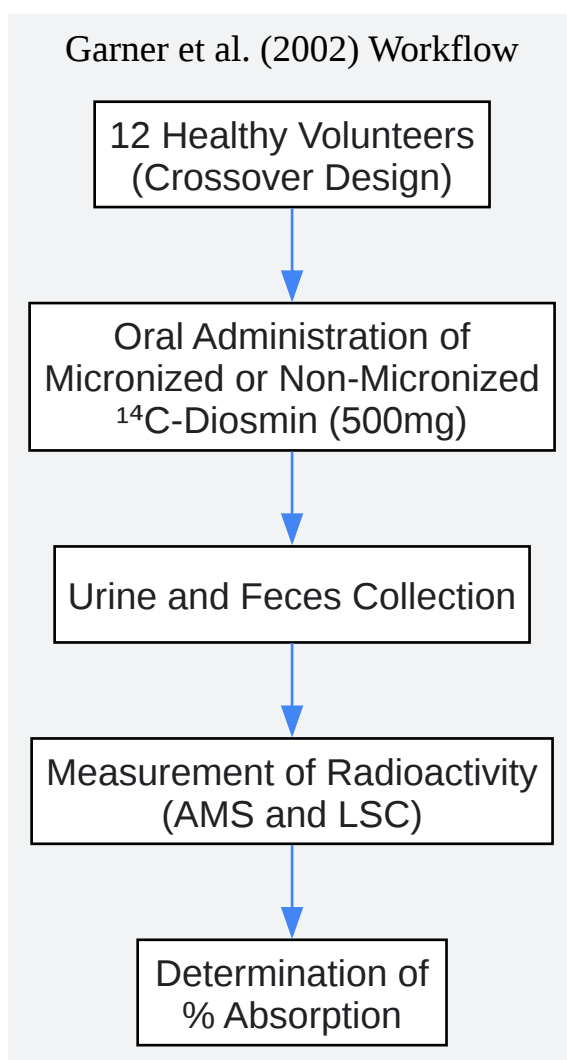 Garner et al. (2002) Workflow
12 Healthy Volunteers
(Crossover Design)
Oral Administration of
Micronized or Non-Micronized
¹⁴C-Diosmin (500mg)
Urine and Feces Collection
Measurement of Radioactivity
(AMS and LSC)
Determination of
% Absorption